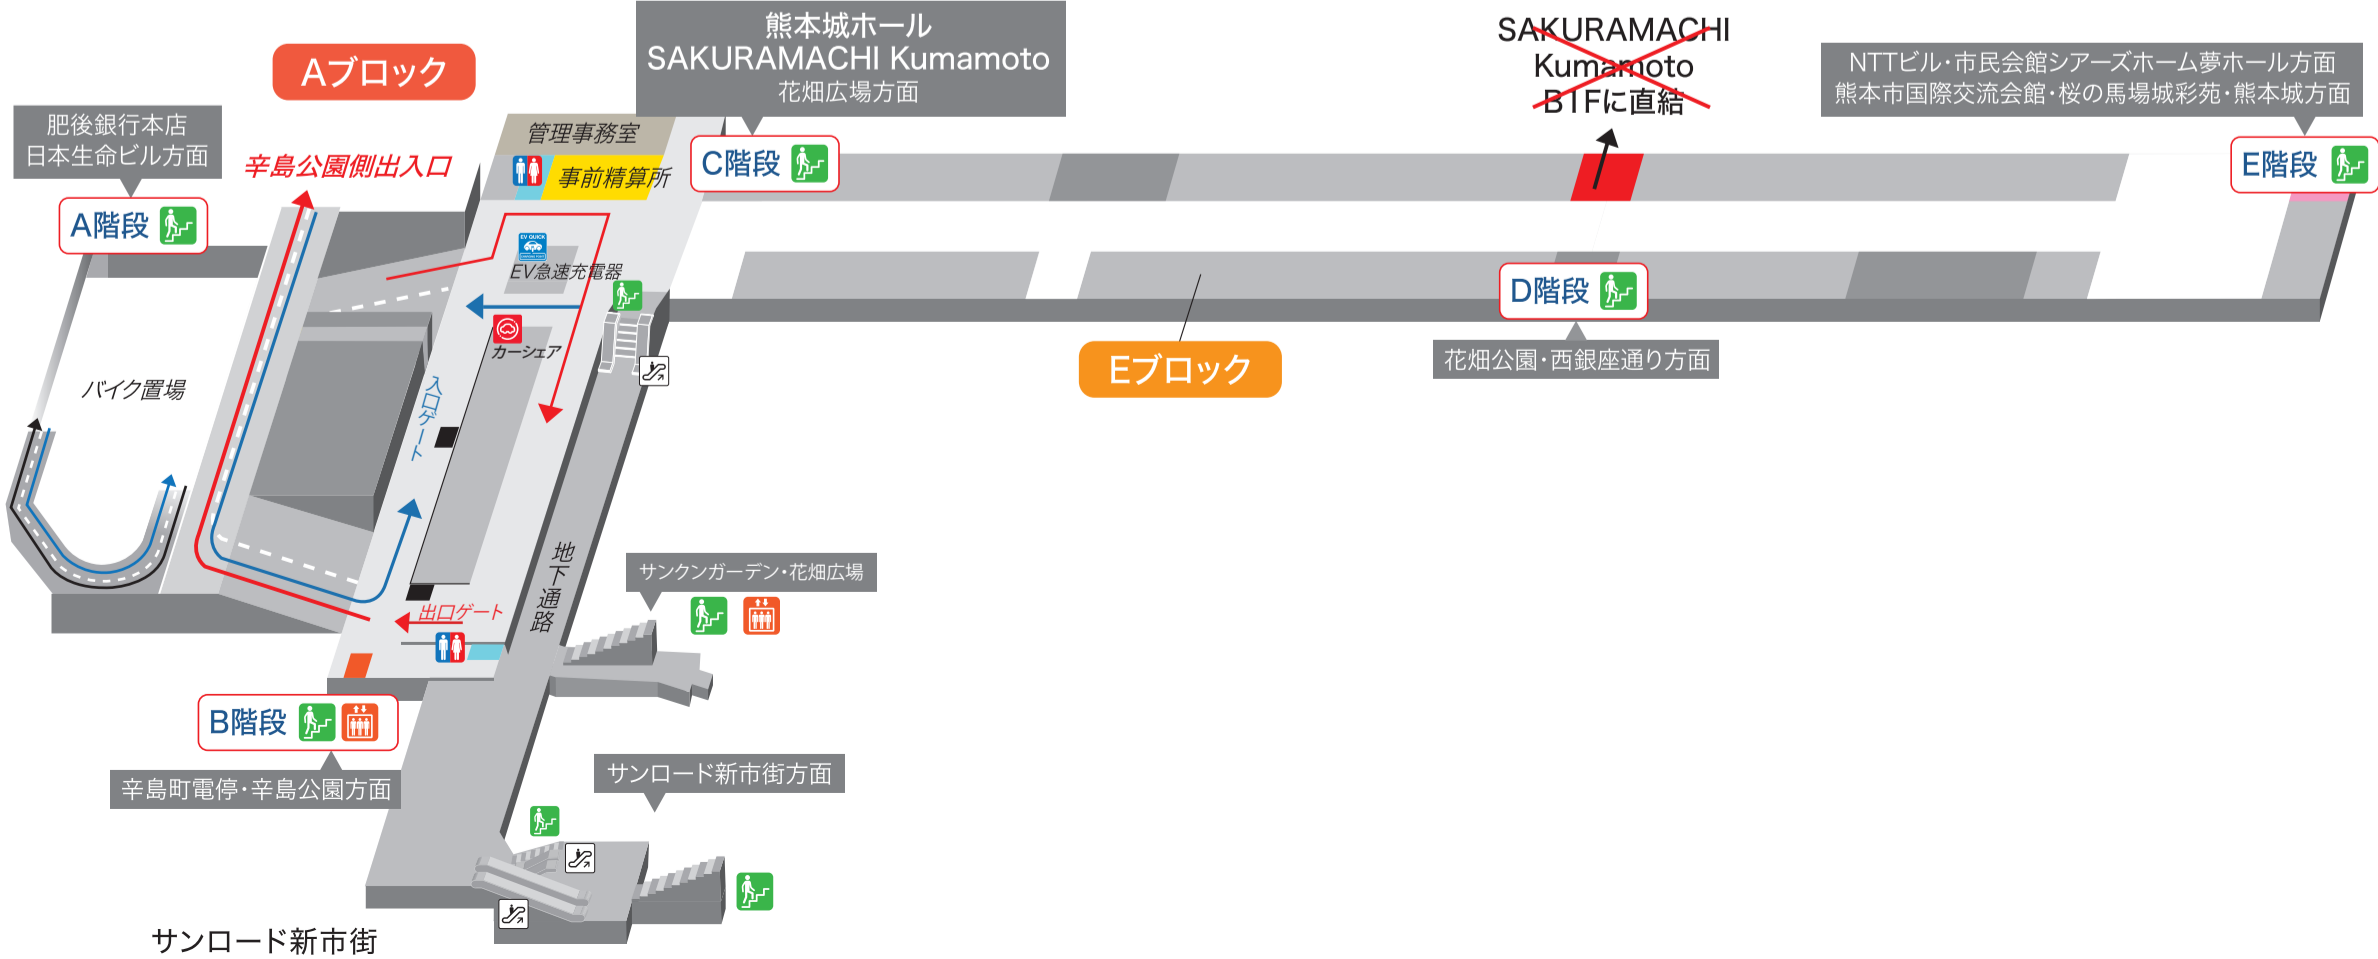 熊本城ホール
SAKURAMACHI Kumamoto
花畑広場方面
SAKURAMACHI
Kumamoto
BTFに直結
NTTビル・市民会館シアーズホーム夢ホール方面
熊本市国際交流会館・桜の馬場城彩苑・熊本城方面
Aブロック
肥後銀行本店
日本生命ビル方面
辛島公園側出入口
管理事務室
事前精算所
C階段
E階段
A階段
EV QUICK
EV急速充電器
D階段
カーシェア
花畑公園・西銀座通り方面
Eブロック
バイク置場
入口ゲート
地下通路
サンクンガーデン・花畑広場
出口ゲート
B階段
辛島町電停・辛島公園方面
サンロード新市街方面
サンロード新市街